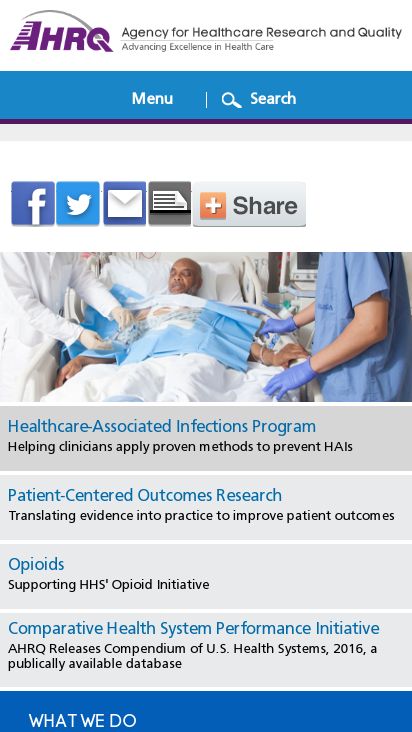 AHRQ Agency for Healthcare Research and Quality
Advancing Excellence in Health Care
Menu Search
Share
Healthcare-Associated Infections Program
Helping clinicians apply proven methods to prevent HAIs
Patient-Centered Outcomes Research
Translating evidence into practice to improve patient outcomes
Opioids
Supporting HHS' Opioid Initiative
Comparative Health System Performance Initiative
AHRQ Releases Compendium of U.S. Health Systems, 2016, a
publically available database
WHAT WE DO